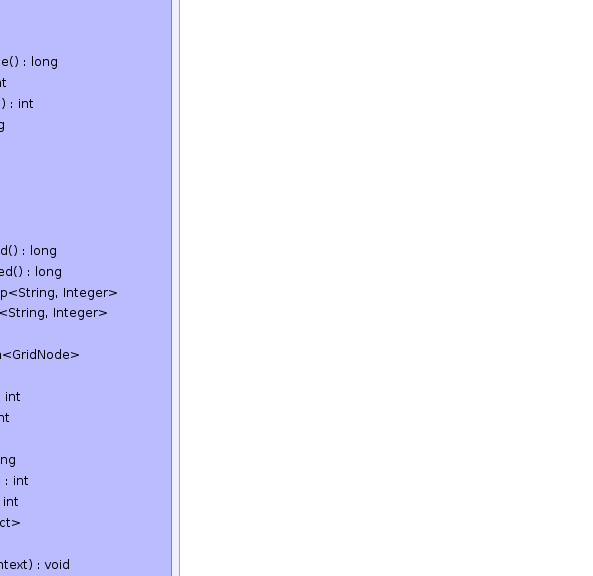 e() : long
nt
) : int
g
d() : long
ed() : long
p<String, Integer>
<String, Integer>
n<GridNode>
int
nt
ng
: int
int
ct>
ntext) : void